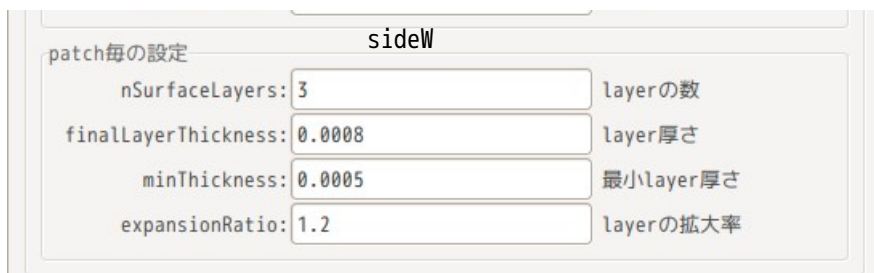 sideW
patch毎の設定
nSurfaceLayers: 3 layerの数
finalLayerThickness: 0.0008 layer厚さ
minThickness: 0.0005 最小layer厚さ
expansionRatio: 1.2 layerの拡大率